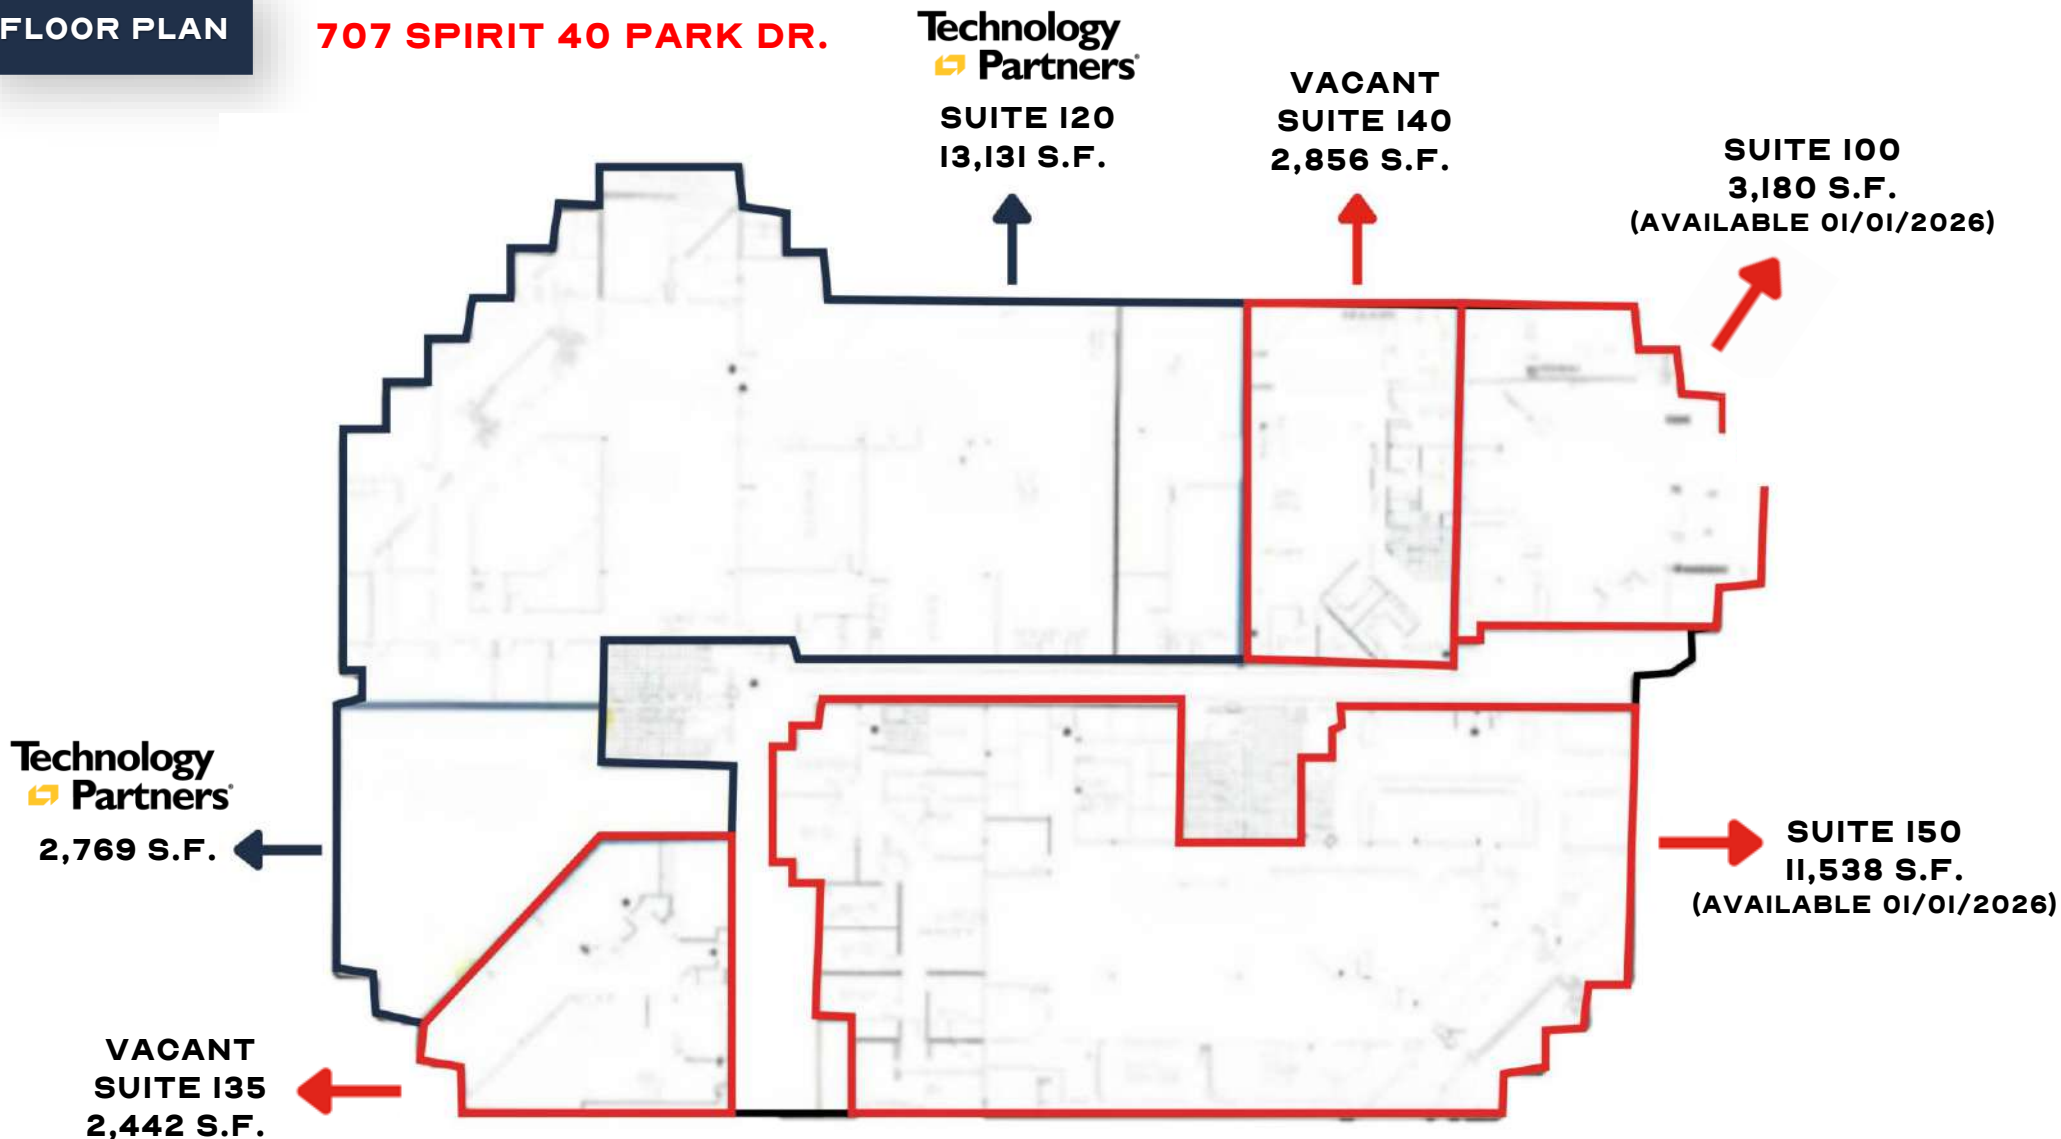 FLOOR PLAN
707 SPIRIT 40 PARK DR.
Technology
Partners
SUITE 120
13,131 S.F.
VACANT
SUITE 140
2,856 S.F.
SUITE 100
3,180 S.F.
(AVAILABLE 01/01/2026)
Technology
Partners
2,769 S.F.
SUITE 150
11,538 S.F.
(AVAILABLE 01/01/2026)
VACANT
SUITE 135
2,442 S.F.